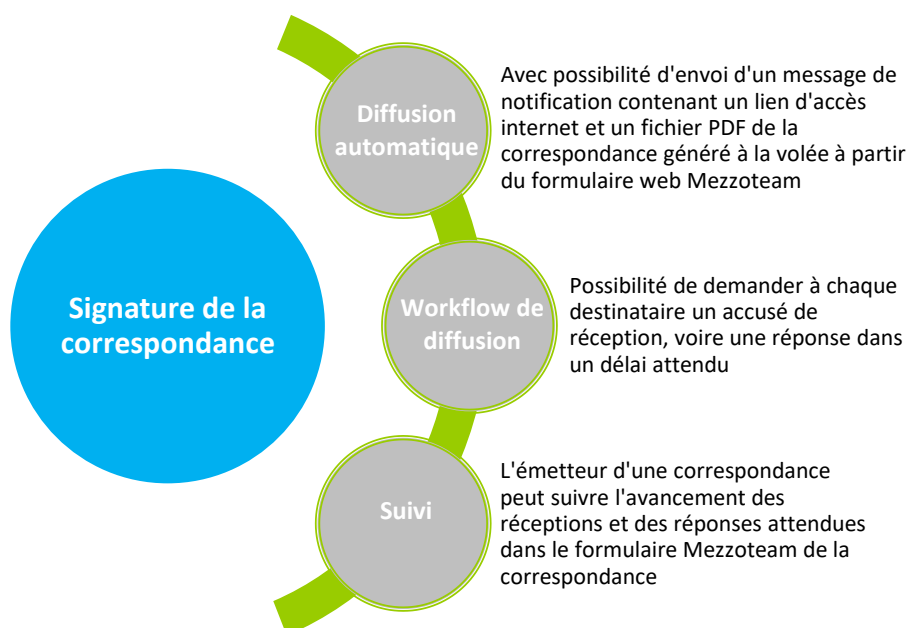 Signature de la
correspondance
Diffusion
automatique
Avec possibilité d'envoi d'un message de
notification contenant un lien d'accès
internet et un fichier PDF de la
correspondance généré à la volée à partir
du formulaire web Mezzoteam
Workflow de
diffusion
Possibilité de demander à chaque
destinataire un accusé de
réception, voire une réponse dans
un délai attendu
Suivi
L'émetteur d'une correspondance
peut suivre l'avancement des
réceptions et des réponses attendues
dans le formulaire Mezzoteam de la
correspondance